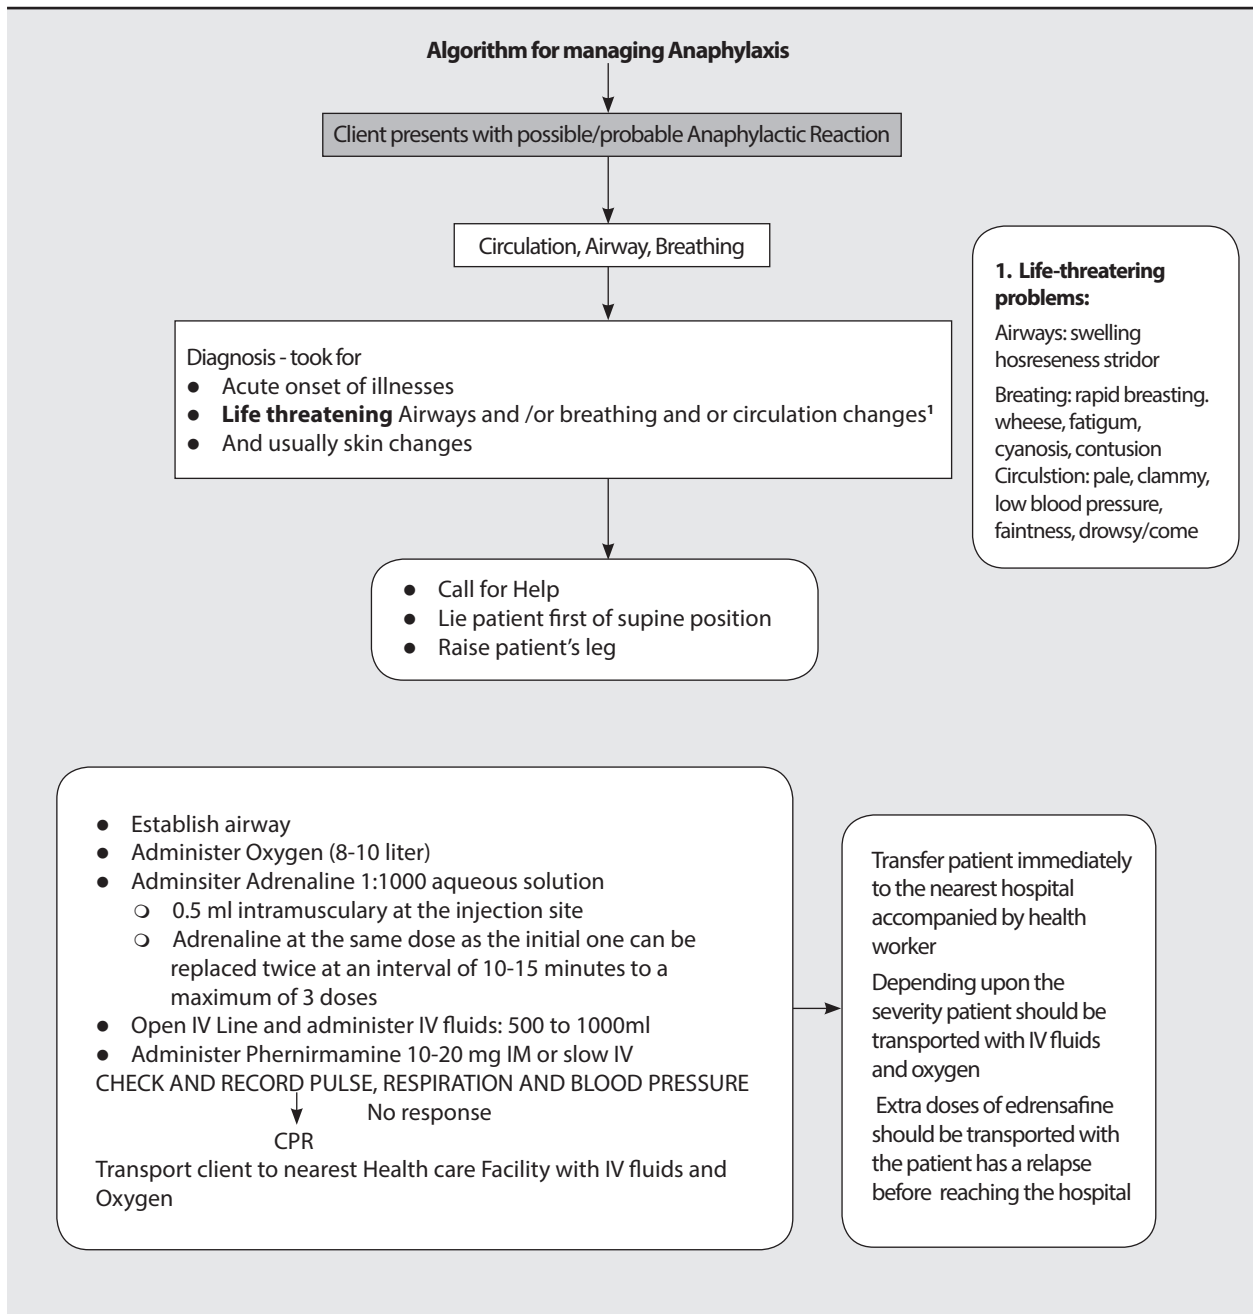 Algorithm for managing Anaphylaxis
Client presents with possible/probable Anaphylactic Reaction
Circulation, Airway, Breathing
Diagnosis - took for
● Acute onset of illnesses
● Life threatening Airways and /or breathing and or circulation changes¹
● And usually skin changes
1. Life-threatering
problems:
Airways: swelling
hosreseness stridor
Breating: rapid breasting.
wheese, fatigum,
cyanosis, contusion
Circulstion: pale, clammy,
low blood pressure,
faintness, drowsy/come
● Call for Help
● Lie patient first of supine position
● Raise patient's leg
● Establish airway
● Administer Oxygen (8-10 liter)
● Adminsiter Adrenaline 1:1000 aqueous solution
❍ 0.5 ml intramusculary at the injection site
❍ Adrenaline at the same dose as the initial one can be
replaced twice at an interval of 10-15 minutes to a
maximum of 3 doses
● Open IV Line and administer IV fluids: 500 to 1000ml
● Administer Phernirmamine 10-20 mg IM or slow IV
CHECK AND RECORD PULSE, RESPIRATION AND BLOOD PRESSURE
No response
CPR
Transport client to nearest Health care Facility with IV fluids and
Oxygen
Transfer patient immediately
to the nearest hospital
accompanied by health
worker
Depending upon the
severity patient should be
transported with IV fluids
and oxygen
Extra doses of edrensafine
should be transported with
the patient has a relapse
before reaching the hospital